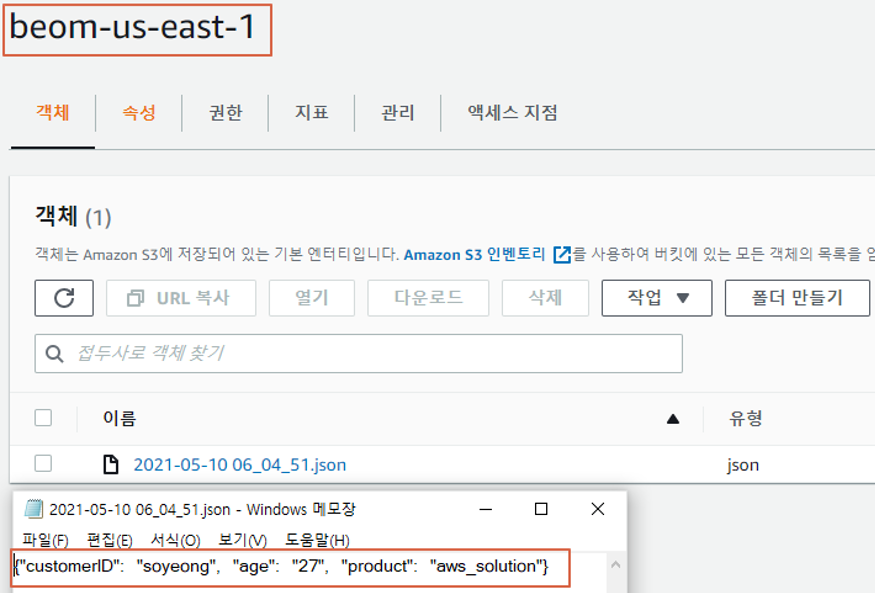 beom-us-east-1
객체 속성 권한 지표 관리 액세스 지점
객체 (1)
객체는 Amazon S3에 저장되어 있는 기본 엔터티입니다. Amazon S3 인벤토리 를 사용하여 버킷에 있는 모든 객체의 목록을
URL 복사 열기 다운로드 삭제 작업 폴더 만들기
접두사로 객체 찾기
이름 유형
2021-05-10 06_04_51.json json
2021-05-10 06_04_51.json - Windows 메모장
파일(F) 편집(E) 서식(O) 보기(V) 도움말(H)
{"customerID": "soyeong", "age": "27", "product": "aws_solution"}